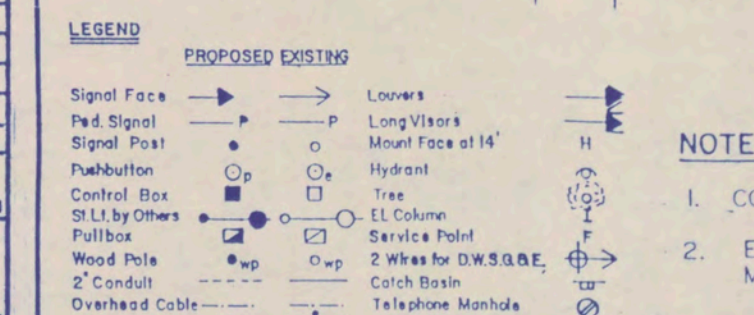 LEGEND
PROPOSED EXISTING
Signal Face Louvers
Ped. Signal P P Long Visors
Signal Post Mount Face at 14' H
Pushbutton p e Hydrant
Control Box Tree
St. Lt. by Others EL Column I
Pullbox Service Point F
Wood Pole wp wp 2 Wires for D.W.S.G.&E.
2" Conduit Catch Basin
Overhead Cable Telephone Manhole
NOTE
1. CO
2. E
M